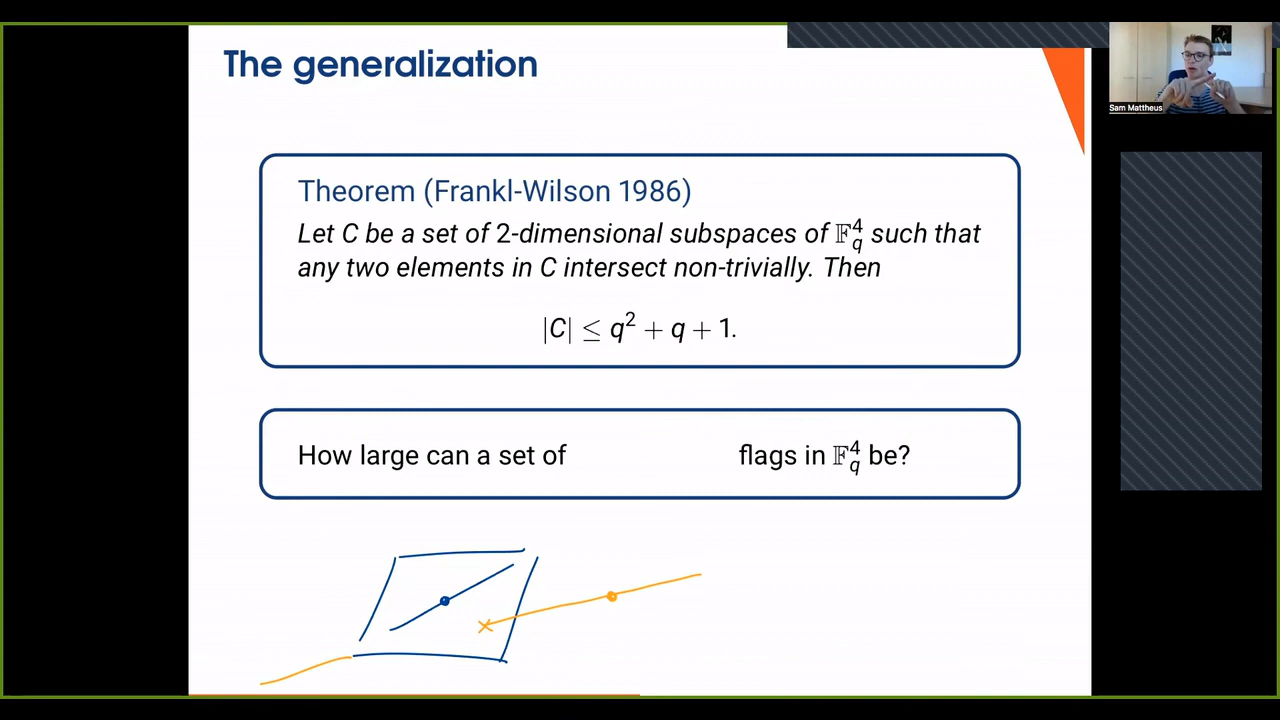 The generalization
Sam Mattheus
Theorem (Frankl-Wilson 1986)
Let C be a set of 2-dimensional subspaces of 𝔽_q^4 such that
any two elements in C intersect non-trivially. Then
|C| ≤ q² + q + 1.
How large can a set of flags in 𝔽_q^4 be?